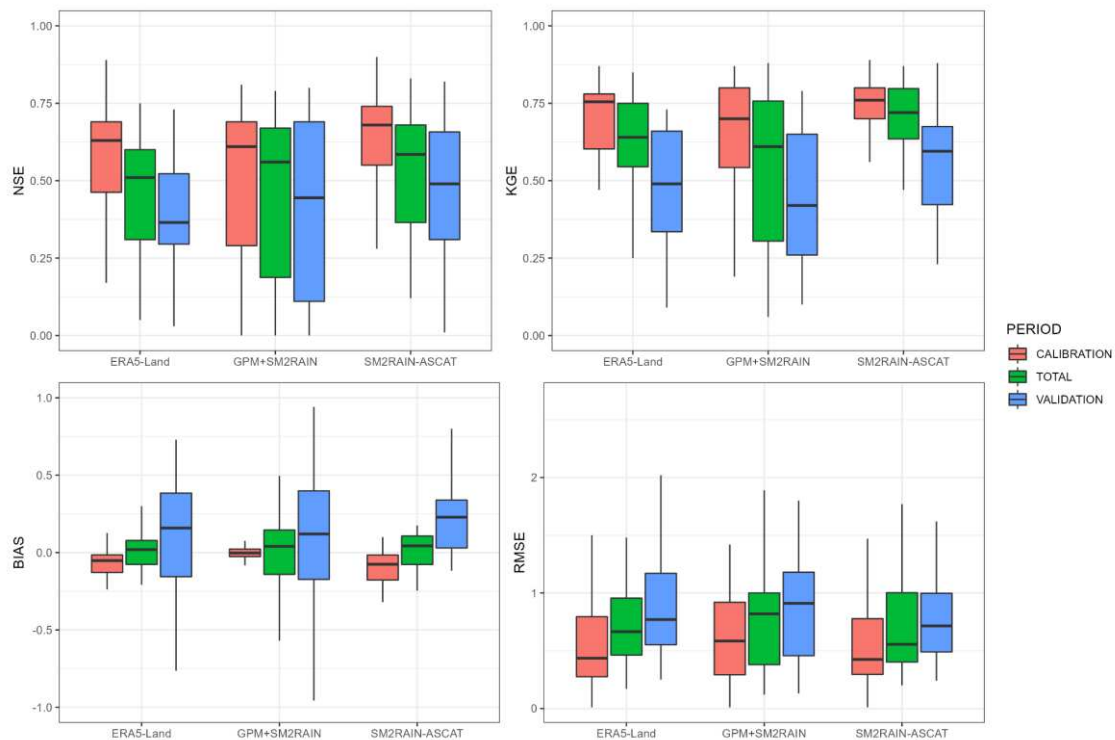 1.00
0.75
0.50
0.25
0.00
NSE
ERA5-Land GPM+SM2RAIN SM2RAIN-ASCAT
1.00
0.75
0.50
0.25
0.00
KGE
ERA5-Land GPM+SM2RAIN SM2RAIN-ASCAT
PERIOD
CALIBRATION
TOTAL
VALIDATION
1.0
0.5
0.0
-0.5
-1.0
BIAS
ERA5-Land GPM+SM2RAIN SM2RAIN-ASCAT
2
1
0
RMSE
ERA5-Land GPM+SM2RAIN SM2RAIN-ASCAT